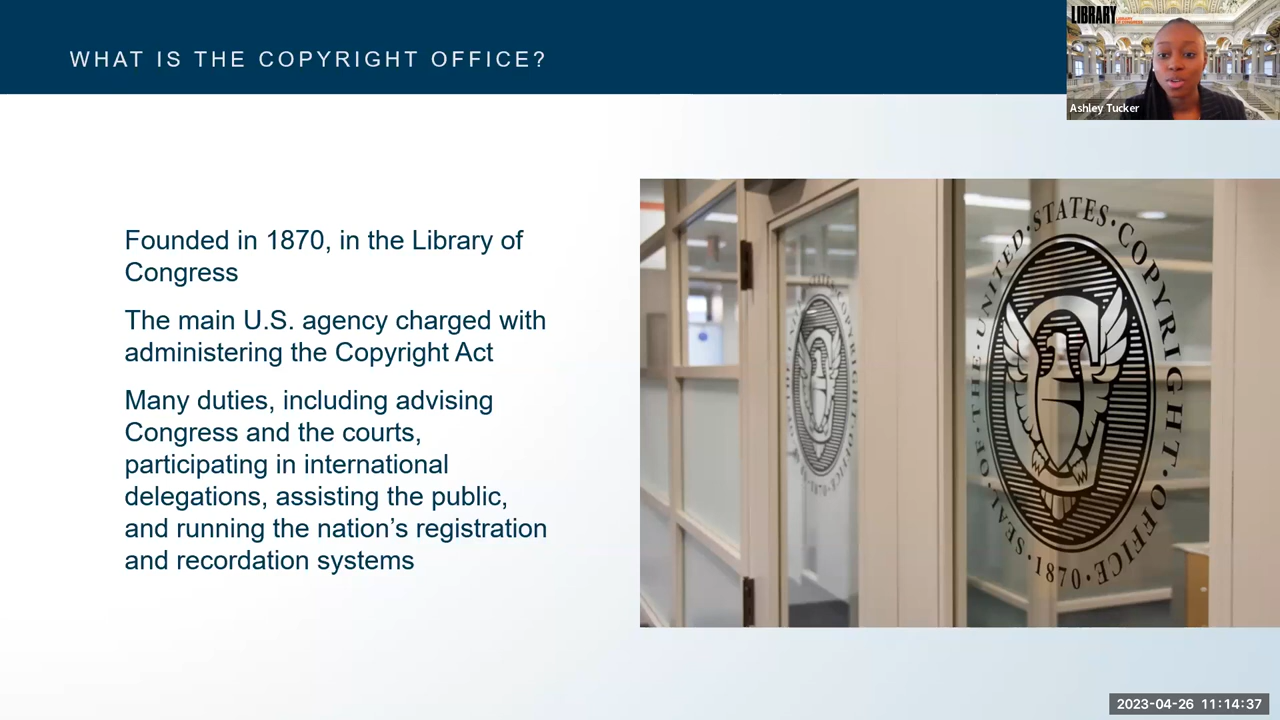 WHAT IS THE COPYRIGHT OFFICE?
LIBRARY
LIBRARY
OF CONGRESS
Ashley Tucker
Founded in 1870, in the Library of
Congress
The main U.S. agency charged with
administering the Copyright Act
Many duties, including advising
Congress and the courts,
participating in international
delegations, assisting the public,
and running the nation’s registration
and recordation systems
SEAL·OF·THE·UNITED·STATES·COPYRIGHT·OFFICE·1870·
2023-04-26 11:14:37